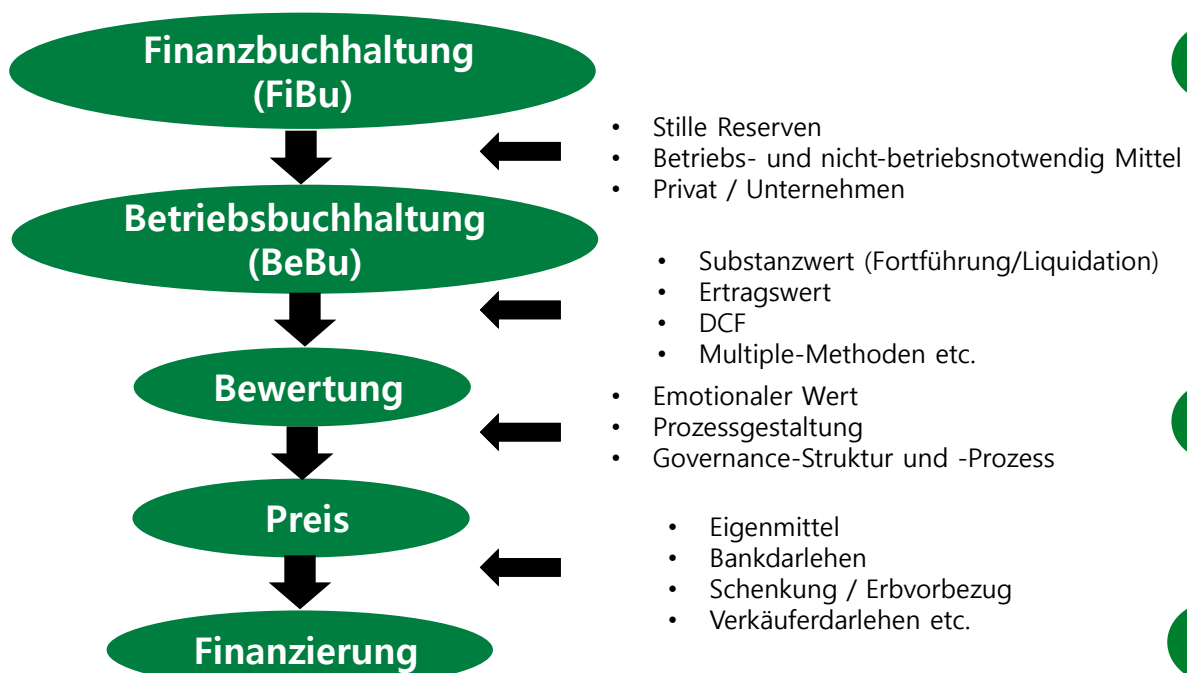 Finanzbuchhaltung
(FiBu)
• Stille Reserven
• Betriebs- und nicht-betriebsnotwendig Mittel
• Privat / Unternehmen
Betriebsbuchhaltung
(BeBu)
• Substanzwert (Fortführung/Liquidation)
• Ertragswert
• DCF
• Multiple-Methoden etc.
Bewertung
• Emotionaler Wert
• Prozessgestaltung
• Governance-Struktur und -Prozess
Preis
• Eigenmittel
• Bankdarlehen
• Schenkung / Erbvorbezug
• Verkäuferdarlehen etc.
Finanzierung